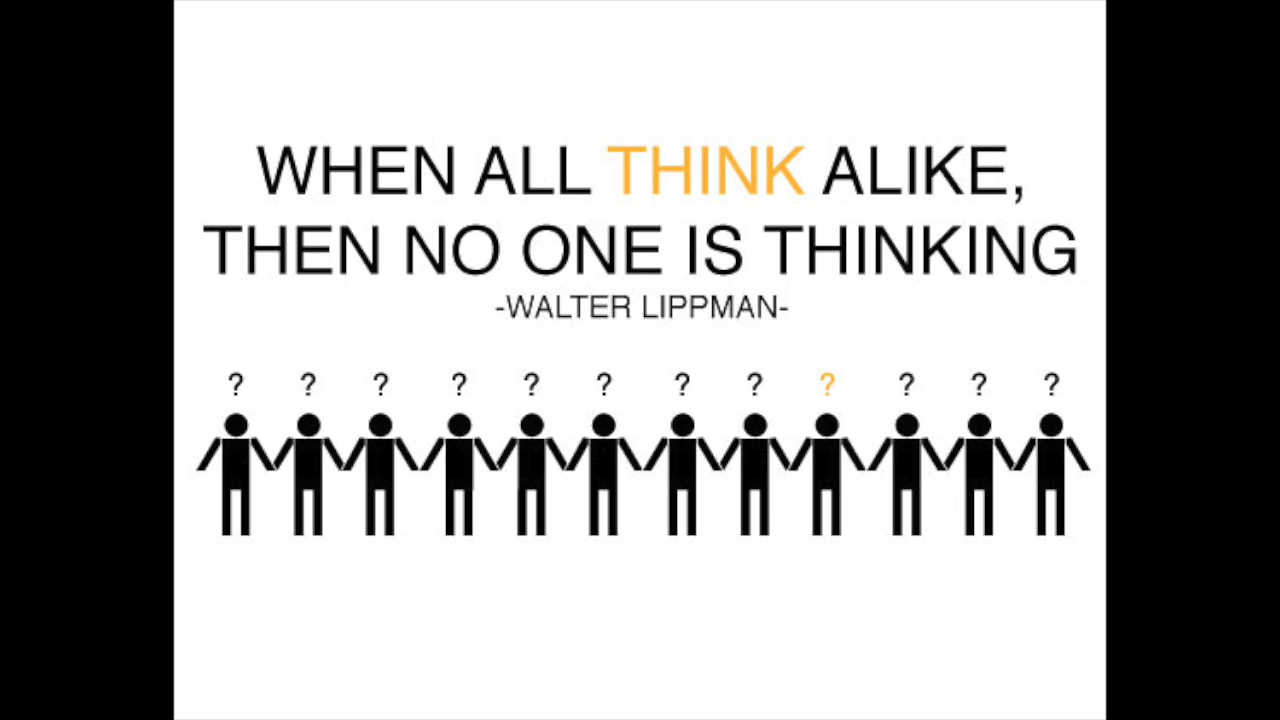 WHEN ALL THINK ALIKE,
THEN NO ONE IS THINKING
-WALTER LIPPMAN-
? ? ? ? ? ? ? ? ? ? ? ?